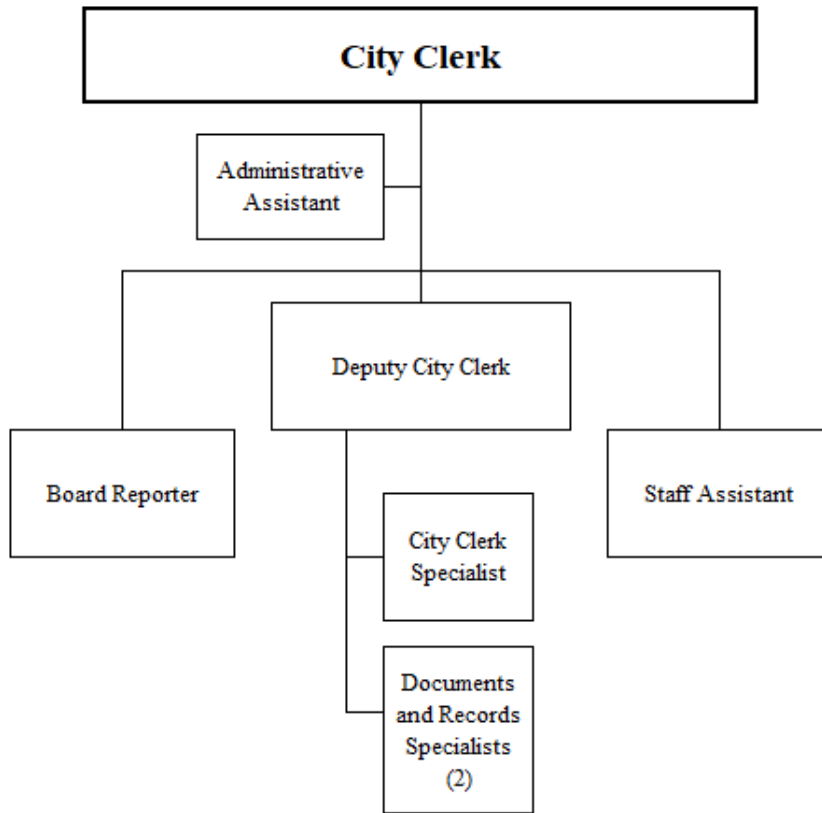 City Clerk
Administrative
Assistant
Deputy City Clerk
Board Reporter
Staff Assistant
City Clerk
Specialist
Documents
and Records
Specialists
(2)